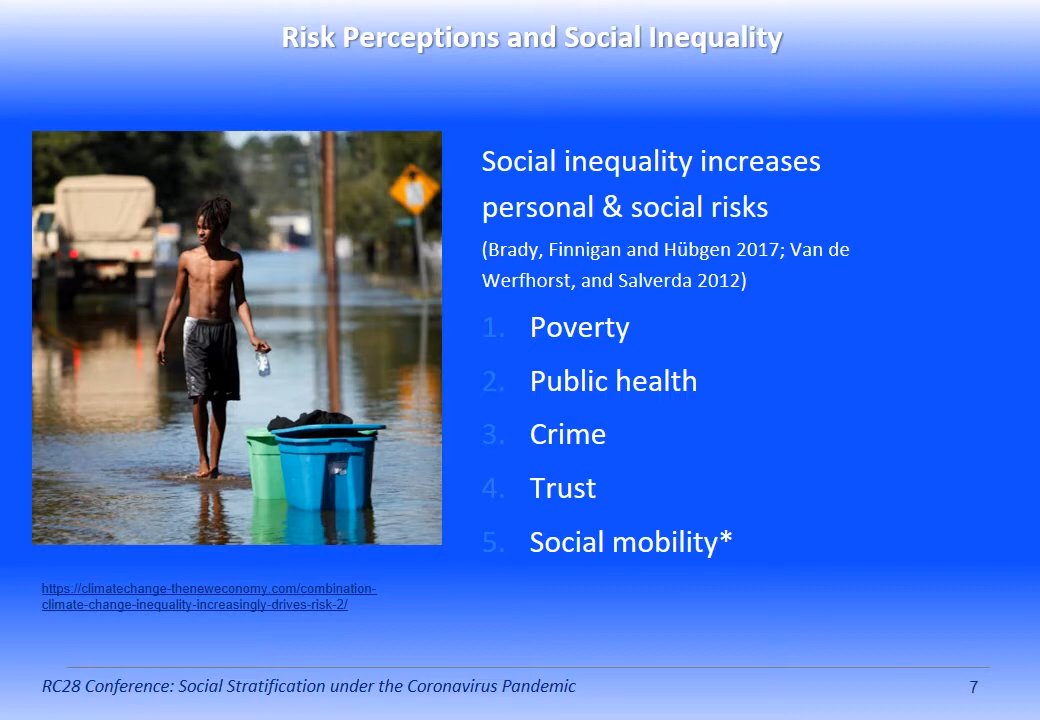 Risk Perceptions and Social Inequality
Social inequality increases
personal & social risks
(Brady, Finnigan and Hübgen 2017; Van de
Werfhorst, and Salverda 2012)
1. Poverty
2. Public health
3. Crime
4. Trust
5. Social mobility*
https://climatechange-theneweconomy.com/combination-
climate-change-inequality-increasingly-drives-risk-2/
RC28 Conference: Social Stratification under the Coronavirus Pandemic
7